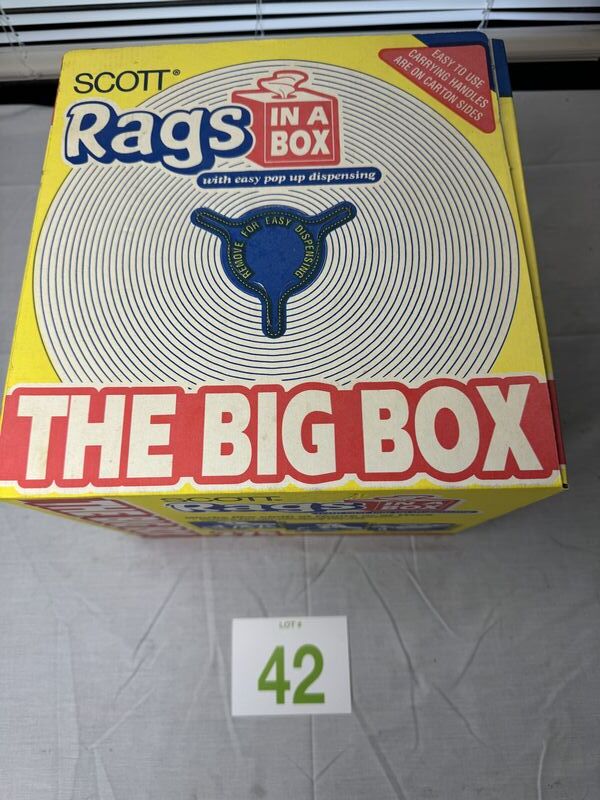 SCOTT®
Rags
IN A
BOX
with easy pop up dispensing
EASY TO USE
CARRYING HANDLES
ARE ON CARTON SIDES
REMOVE FOR EASY DISPENSING
THE BIG BOX
SCOTT
Rags
LOT #
42